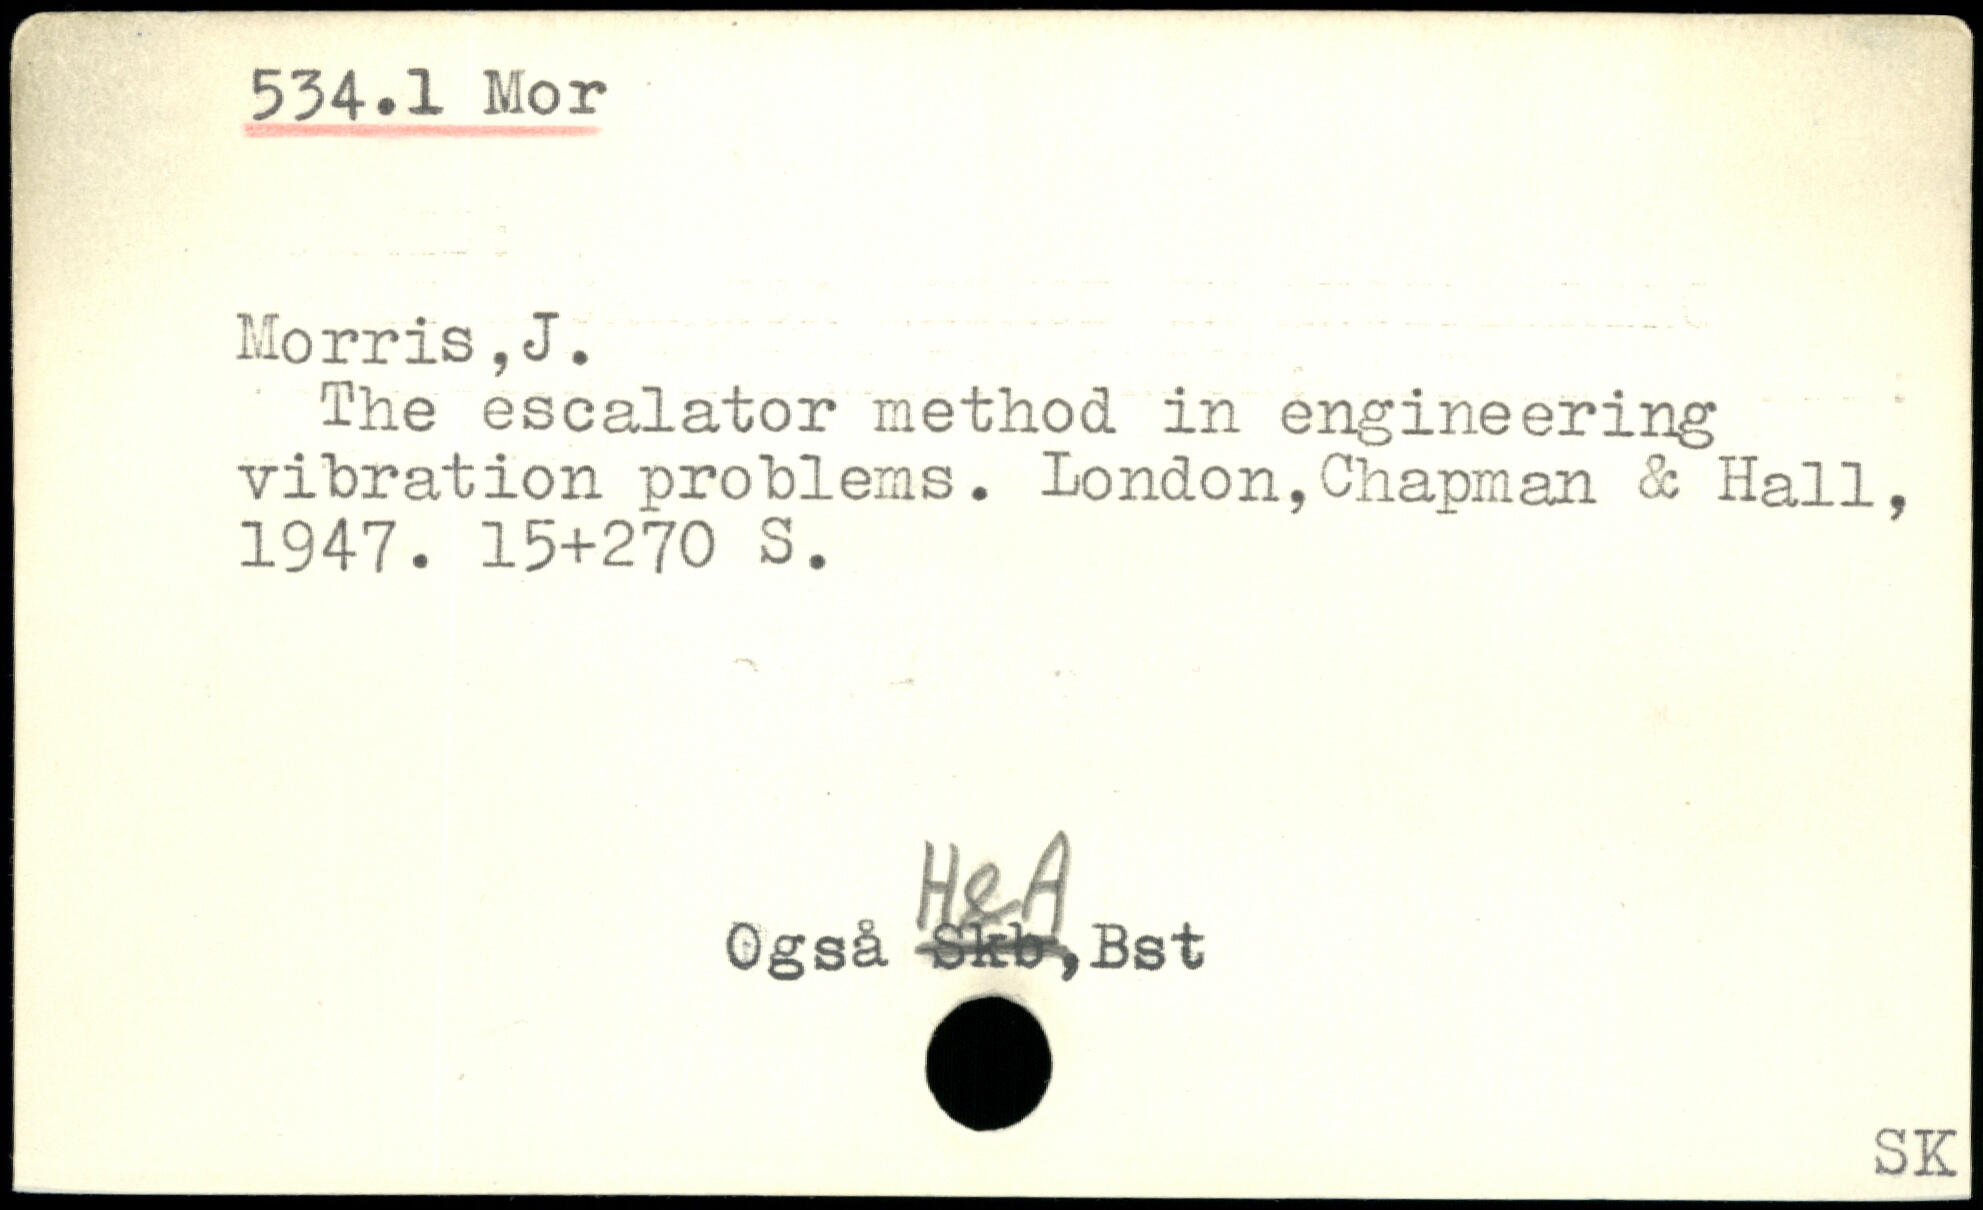 534.1 Mor
Morris,J.
The escalator method in engineering
vibration problems. London,Chapman & Hall,
1947. 15+270 S.
H&A
Også Skb,Bst
SK